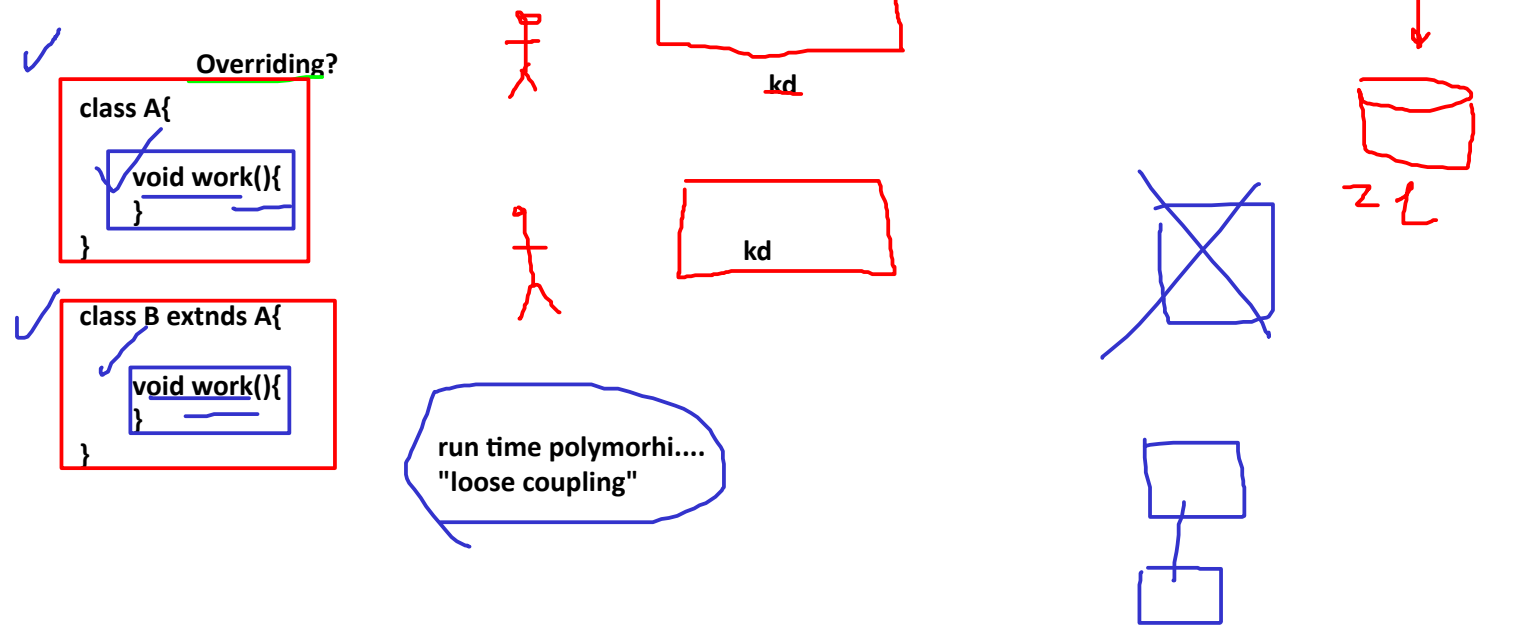 Overriding?
class A{
void work(){
}
}
class B extnds A{
void work(){
}
}
kd
kd
run time polymorhi....
"loose coupling"